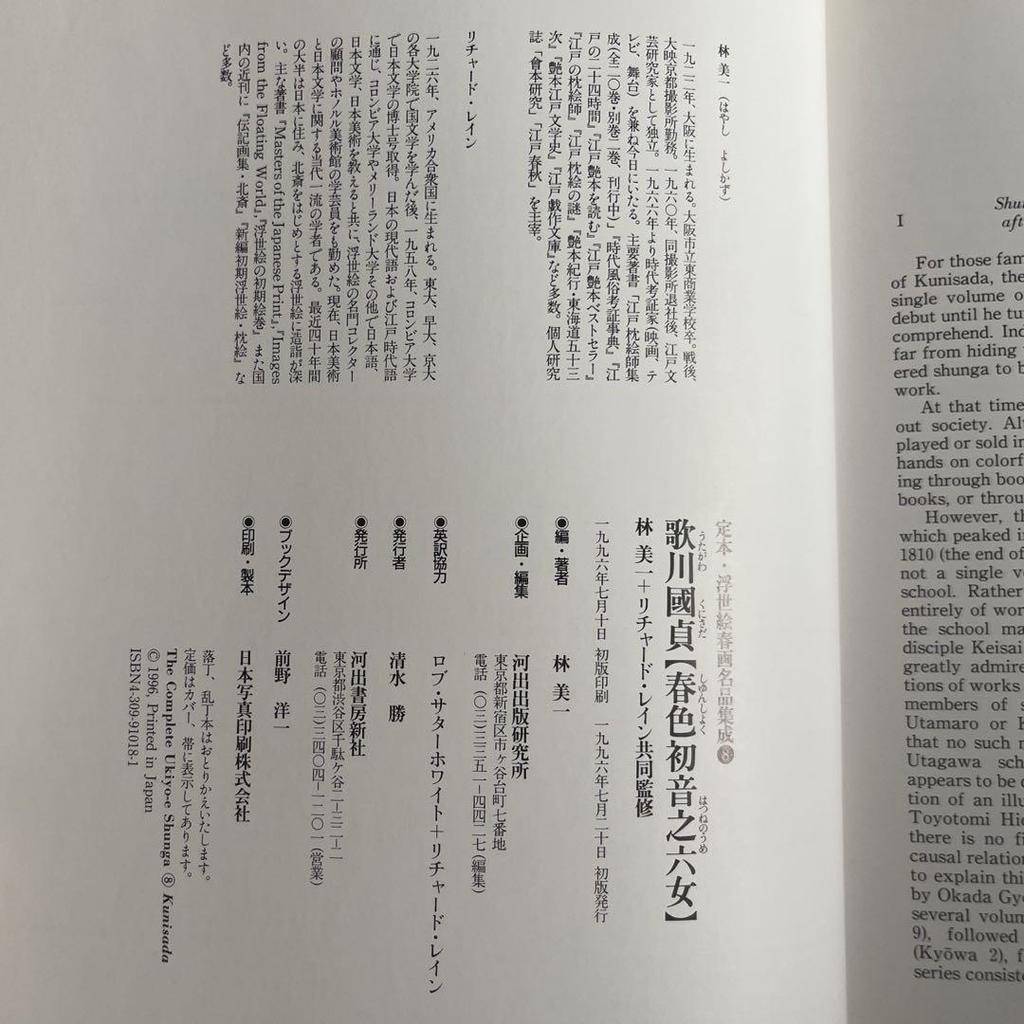 林 美一（はやし よしかず）
一九二二年、大阪に生まれる。大阪市立東商業学校卒。戦後、
大映京都撮影所勤務。一九六〇年、同撮影所退社後、江戸文
芸研究家として独立。一九六六年より時代考証家（映画、テ
レビ、舞台）を兼ね今日にいたる。主要著書『江戸枕絵師集
成（全二〇巻・別巻二巻、刊行中）』『時代風俗考証事典』『江
戸の二十四時間』『江戸艶本を読む』『江戸艶本ベストセラー』
『江戸の枕絵師』『江戸枕絵の謎』『艶本紀行・東海道五十三
次』『艶本江戸文学史』『江戸戯作文庫』など多数。個人研究
誌「會本研究」「江戸春秋」を主宰。
リチャード・レイン
一九二六年、アメリカ合衆国に生まれる。東大、早大、京大
の各大学院で国文学を学んだ後、一九五八年、コロンビア大学
で日本文学の博士号取得。日本の現代語および江戸時代語
に通じ、コロンビア大学やメリーランド大学その他で日本語、
日本文学、日本美術を教えると共に、浮世絵の名門コレクター
の顧問やホノルル美術館の学芸員をも勤めた。現在、日本美術
と日本文学に関する当代一流の学者である。最近四十年間
の大半は日本に住み、北斎をはじめとする浮世絵に造詣が深
い。主な著書『Masters of the Japanese Print』、『Images
from the Floating World』、『浮世絵の初期絵巻』また国
内の近刊に『伝記画集・北斎』『新編初期浮世絵・枕絵』な
ど多数。
定本・浮世絵春画名品集成⑧
歌川國貞【春色初音之六女】
うたがわ くにさだ しゆんしよく はつねのうめ
林 美一＋リチャード・レイン共同監修
一九九六年七月十日 初版印刷 一九九六年七月二十日 初版発行
◉編・著者 林 美一
◉企画・編集 河出出版研究所
東京都新宿区市ヶ谷台町七番地
電話（〇三）三三五一-四四二七（編集）
◉英訳協力 ロブ・サターホワイト＋リチャード・レイン
◉発行者 清水 勝
◉発行所 河出書房新社
東京都渋谷区千駄ケ谷二-三二-二
電話（〇三）三四〇四-一二〇一（営業）
◉ブックデザイン 前野 洋一
◉印刷・製本 日本写真印刷株式会社
落丁、乱丁本はおとりかえいたします。
定価はカバー、帯に表示してあります。
The Complete Ukiyo-e Shunga ⑧ Kunisada
© 1996, Printed in Japan
ISBN4-309-91018-1
I
For those fam
of Kunisada, the
single volume o
debut until he tu
comprehend. Ind
far from hiding
ered shunga to b
work.
At that time
out society. Al
played or sold in
hands on colorf
ing through boo
books, or throu
However, th
which peaked i
1810 (the end of
not a single v
school. Rather
entirely of wor
the school ma
disciple Keisai
greatly admire
tions of works
members of s
Utamaro or
that no such
Utagawa sch
appears to be
tion of an illu
Toyotomi Hi
there is no fi
causal relation
to explain thi
by Okada Gy
several volum
9), followed
(Kyōwa 2), f
series consist